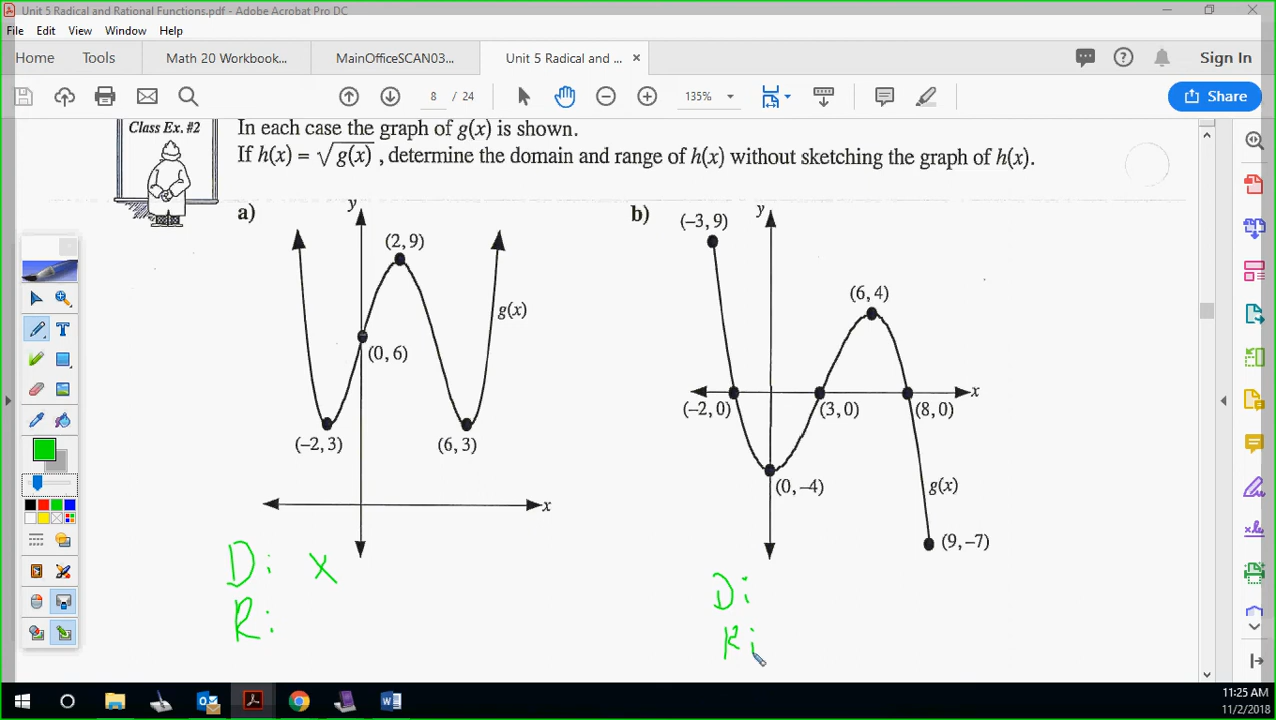 Unit 5 Radical and Rational Functions.pdf - Adobe Acrobat Pro DC
File Edit View Window Help
Home Tools Math 20 Workbook... MainOfficeSCAN03... Unit 5 Radical and ... × Sign In
8 / 24 135% Share
Class Ex. #2
In each case the graph of g(x) is shown.
If h(x) = √g(x) , determine the domain and range of h(x) without sketching the graph of h(x).
a) y
(2, 9)
g(x)
(0, 6)
(–2, 3)
(6, 3)
x
b) y
(–3, 9)
(6, 4)
x
(–2, 0)
(3, 0)
(8, 0)
(0, –4)
g(x)
(9, –7)
D: x
R:
D:
R:
T
11:25 AM
11/2/2018